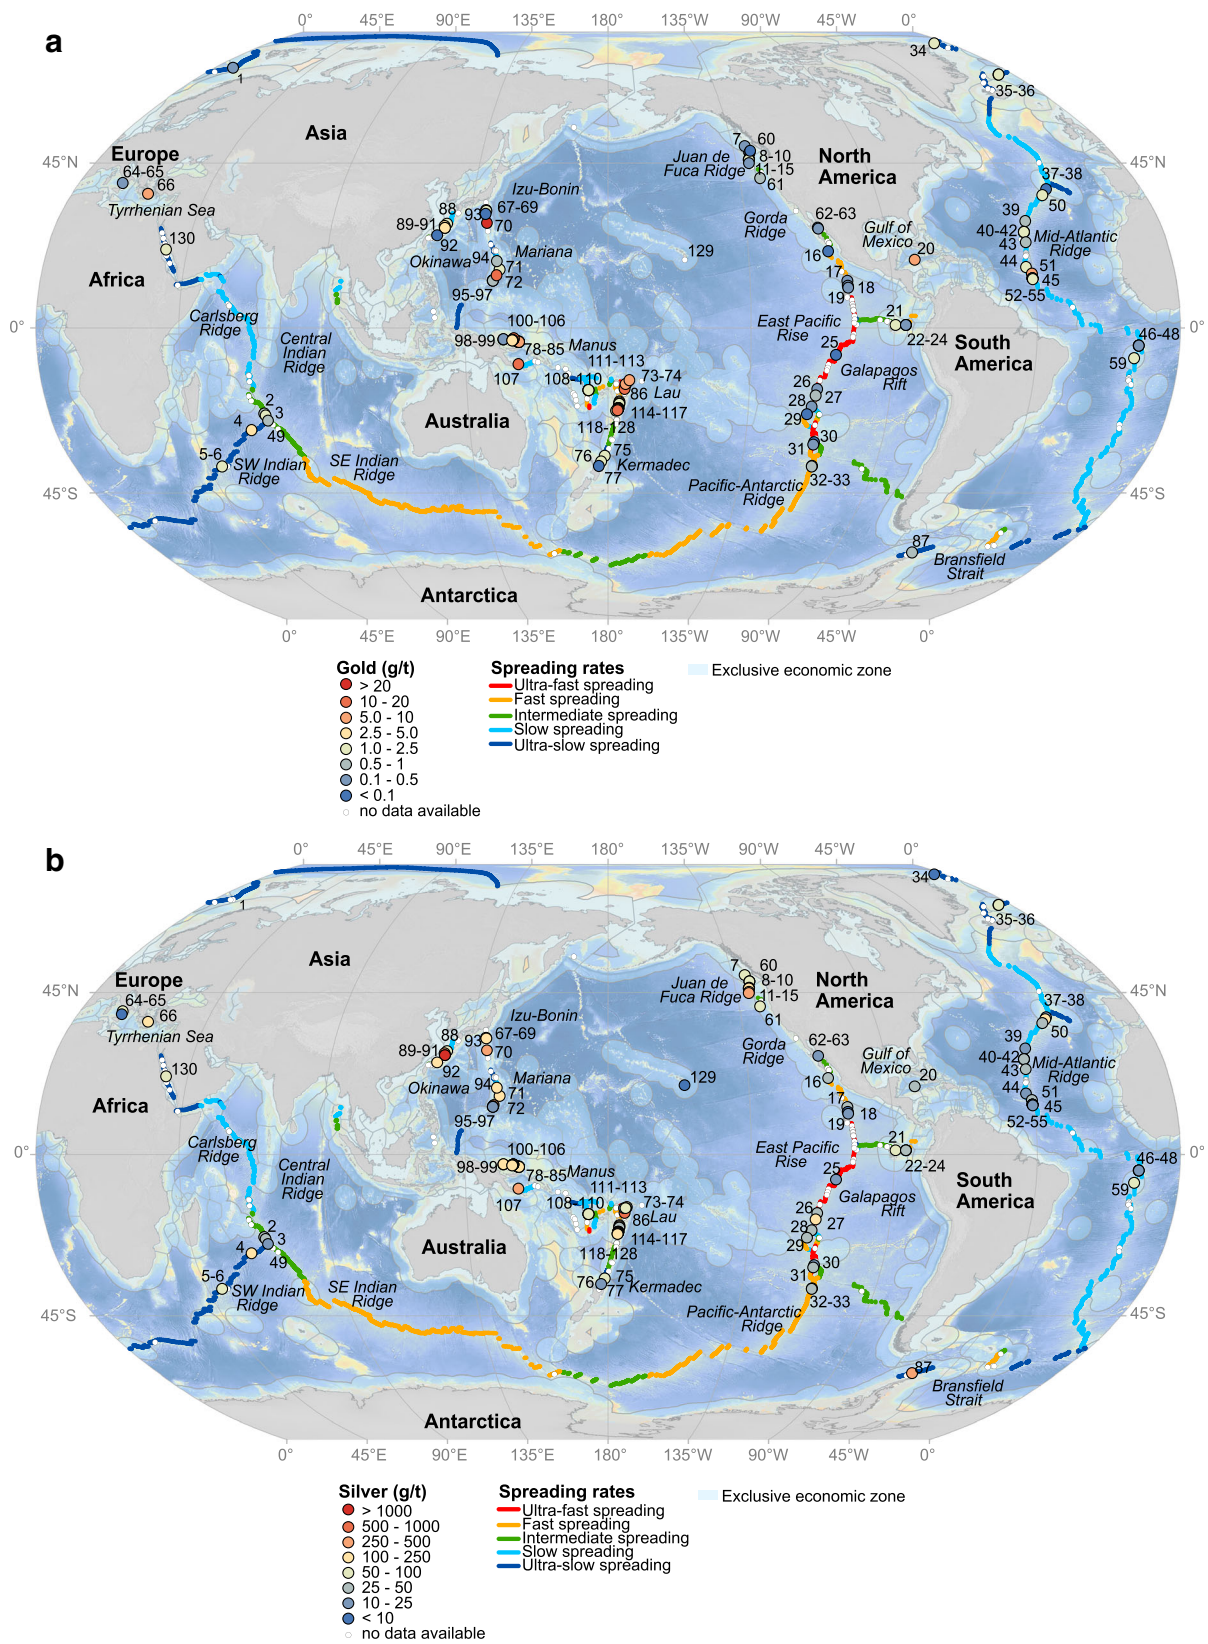 a
0° 45°E 90°E 135°E 180° 90°W 45°W 0°
34
1
35-36
Asia
7 60
Europe
45°N
Juan de
Fuca Ridge
8-10
11-15
61
North
America
45°N
64-65
66
Tyrrhenian Sea
Izu-Bonin
37-38
50
88
93
67-69
70
89-91
92
Okinawa
Gorda
Ridge
62-63
Gulf of
Mexico
39
40-42
43
Mid-Atlantic
Ridge
130
Mariana
94
71
72
129
16
20
44
51
45
Africa
95-97
17
18
19
52-55
Carlsberg
Ridge
Central
Indian
Ridge
100-106
98-99
Manus
78-85
East Pacific
Rise
21
22-24
South
America
0°
0°
46-48
59
107
108-110
111-113
73-74
86
Lau
25
Galapagos
Rift
2
3
4
49
Australia
114-117
118-128
26
27
28
29
30
31
5-6
SW Indian
Ridge
SE Indian
Ridge
75
76
77
Kermadec
Pacific-Antarctic
Ridge
32-33
45°S
45°S
87
Bransfield
Strait
Antarctica
0° 45°E 90°E 135°E 180° 135°W 90°W 45°W 0°
Gold (g/t)
> 20
10 - 20
5.0 - 10
2.5 - 5.0
1.0 - 2.5
0.5 - 1
0.1 - 0.5
< 0.1
no data available
Spreading rates
Ultra-fast spreading
Fast spreading
Intermediate spreading
Slow spreading
Ultra-slow spreading
Exclusive economic zone
b
0° 45°E 90°E 135°E 180° 135°W 90°W 45°W 0°
34
1
35-36
Asia
7 60
Europe
45°N
Juan de
Fuca Ridge
8-10
11-15
61
North
America
45°N
64-65
66
Tyrrhenian Sea
Izu-Bonin
37-38
50
88
93
67-69
70
89-91
92
Okinawa
Gorda
Ridge
62-63
Gulf of
Mexico
39
40-42
43
Mid-Atlantic
Ridge
130
Mariana
94
71
72
129
16
20
44
51
45
Africa
95-97
17
18
19
52-55
Carlsberg
Ridge
Central
Indian
Ridge
100-106
98-99
Manus
78-85
East Pacific
Rise
21
22-24
South
America
0°
0°
46-48
59
107
108-110
111-113
73-74
86
Lau
25
Galapagos
Rift
2
3
4
49
Australia
114-117
118-128
26
27
28
29
30
31
5-6
SW Indian
Ridge
SE Indian
Ridge
75
76
77
Kermadec
Pacific-Antarctic
Ridge
32-33
45°S
45°S
87
Bransfield
Strait
Antarctica
0° 45°E 90°E 135°E 180° 135°W 90°W 45°W 0°
Silver (g/t)
> 1000
500 - 1000
250 - 500
100 - 250
50 - 100
25 - 50
10 - 25
< 10
no data available
Spreading rates
Ultra-fast spreading
Fast spreading
Intermediate spreading
Slow spreading
Ultra-slow spreading
Exclusive economic zone